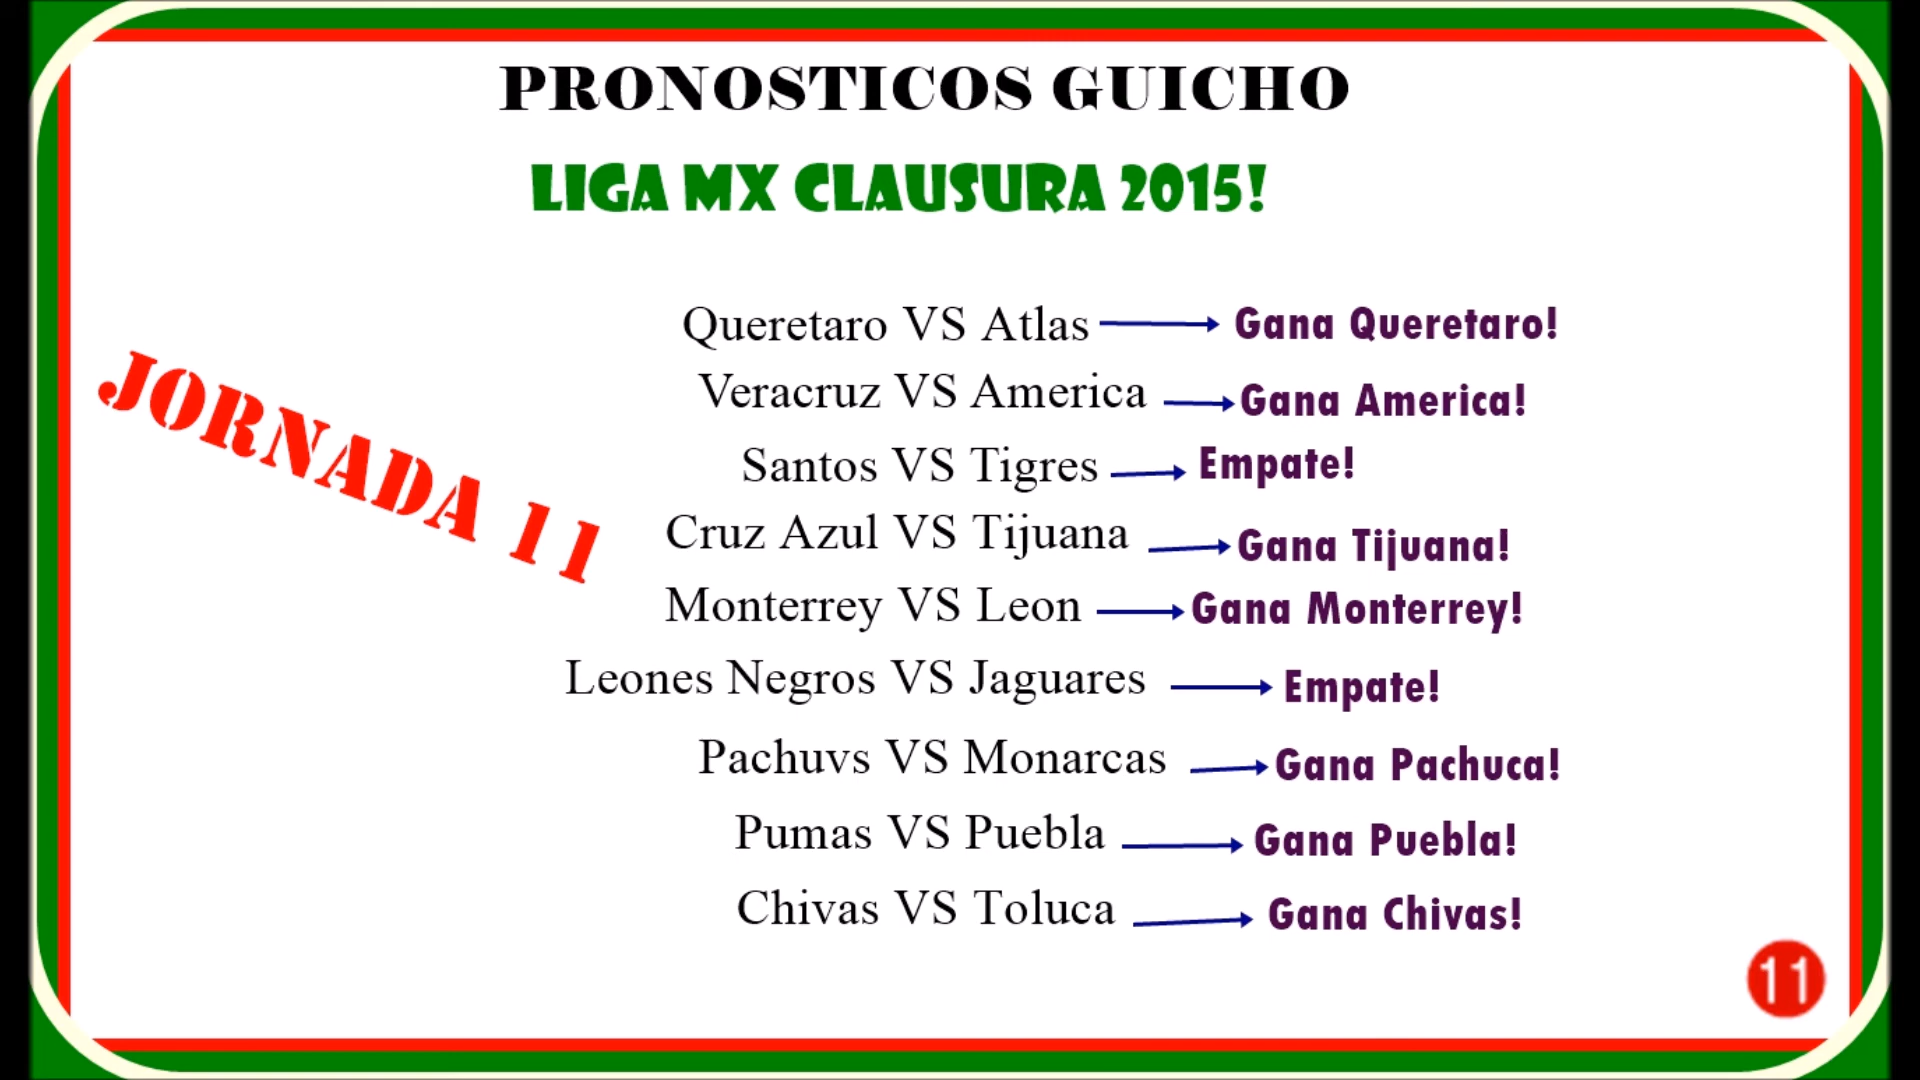 PRONOSTICOS GUICHO
LIGA MX CLAUSURA 2015!
JORNADA 11
Queretaro VS Atlas Gana Queretaro!
Veracruz VS America Gana America!
Santos VS Tigres Empate!
Cruz Azul VS Tijuana Gana Tijuana!
Monterrey VS Leon Gana Monterrey!
Leones Negros VS Jaguares Empate!
Pachuvs VS Monarcas Gana Pachuca!
Pumas VS Puebla Gana Puebla!
Chivas VS Toluca Gana Chivas!
11